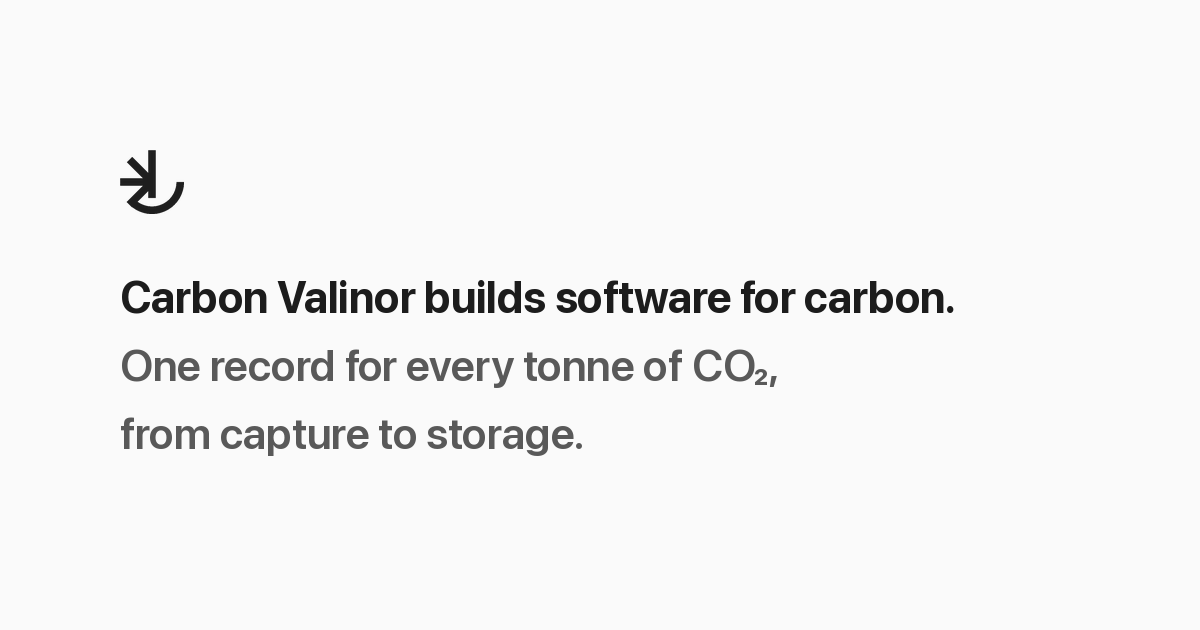 Carbon Valinor builds software for carbon.
One record for every tonne of CO₂,
from capture to storage.